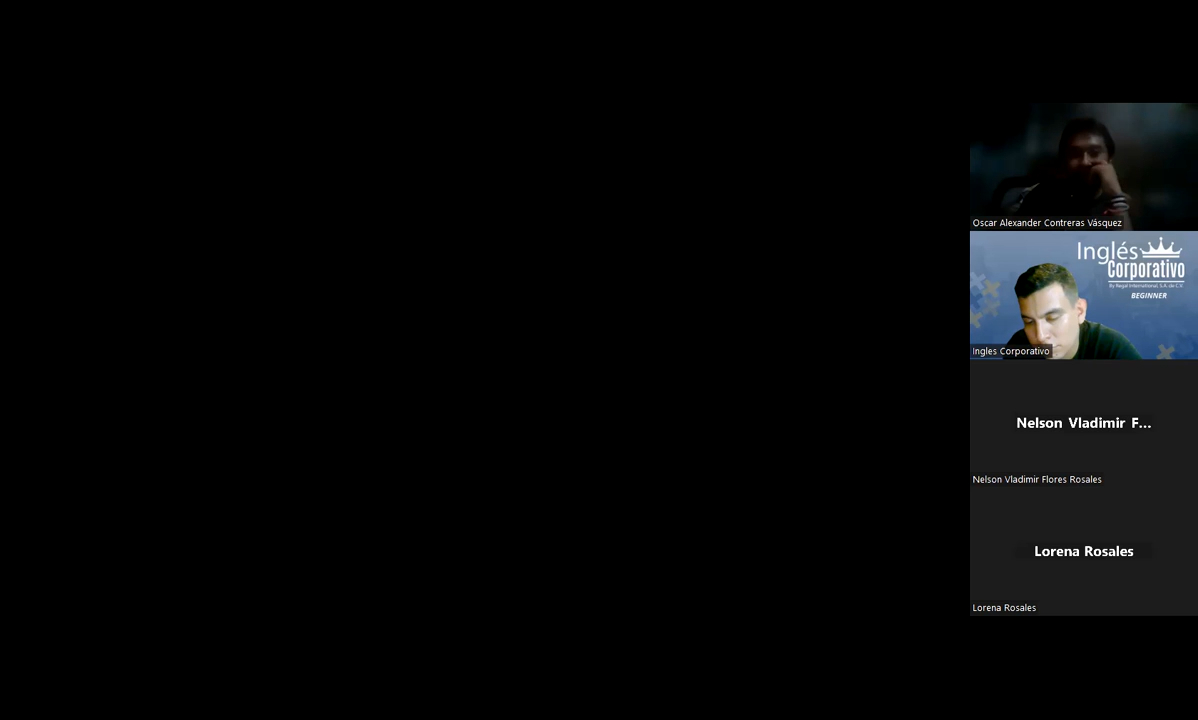 Oscar Alexander Contreras Vásquez
Inglés
Corporativo
By Regal International, S.A. de C.V.
BEGINNER
Ingles Corporativo
Nelson Vladimir F...
Nelson Vladimir Flores Rosales
Lorena Rosales
Lorena Rosales